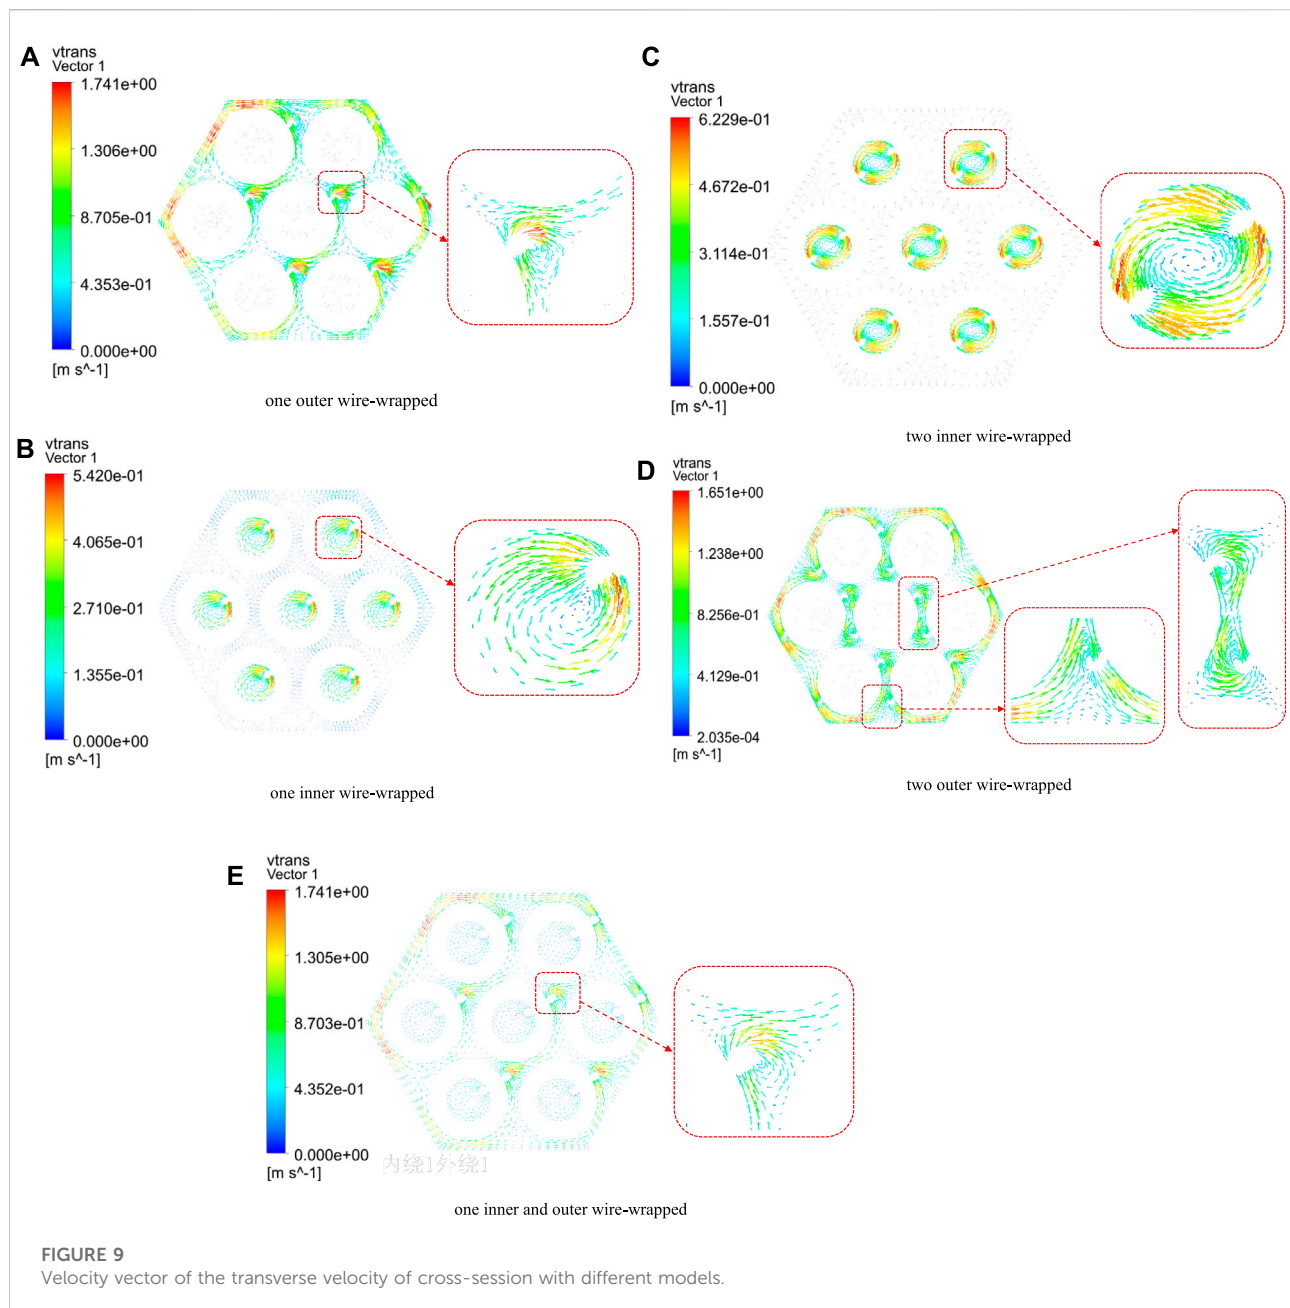 A
vtrans
Vector 1
1.741e+00
1.306e+00
8.705e-01
4.353e-01
0.000e+00
[m s^-1]
one outer wire-wrapped
B
vtrans
Vector 1
5.420e-01
4.065e-01
2.710e-01
1.355e-01
0.000e+00
[m s^-1]
one inner wire-wrapped
C
vtrans
Vector 1
6.229e-01
4.672e-01
3.114e-01
1.557e-01
0.000e+00
[m s^-1]
two inner wire-wrapped
D
vtrans
Vector 1
1.651e+00
1.238e+00
8.256e-01
4.129e-01
2.035e-04
[m s^-1]
two outer wire-wrapped
E
vtrans
Vector 1
1.741e+00
1.305e+00
8.703e-01
4.352e-01
0.000e+00
[m s^-1]
内绕1外绕1
one inner and outer wire-wrapped
FIGURE 9
Velocity vector of the transverse velocity of cross-session with different models.